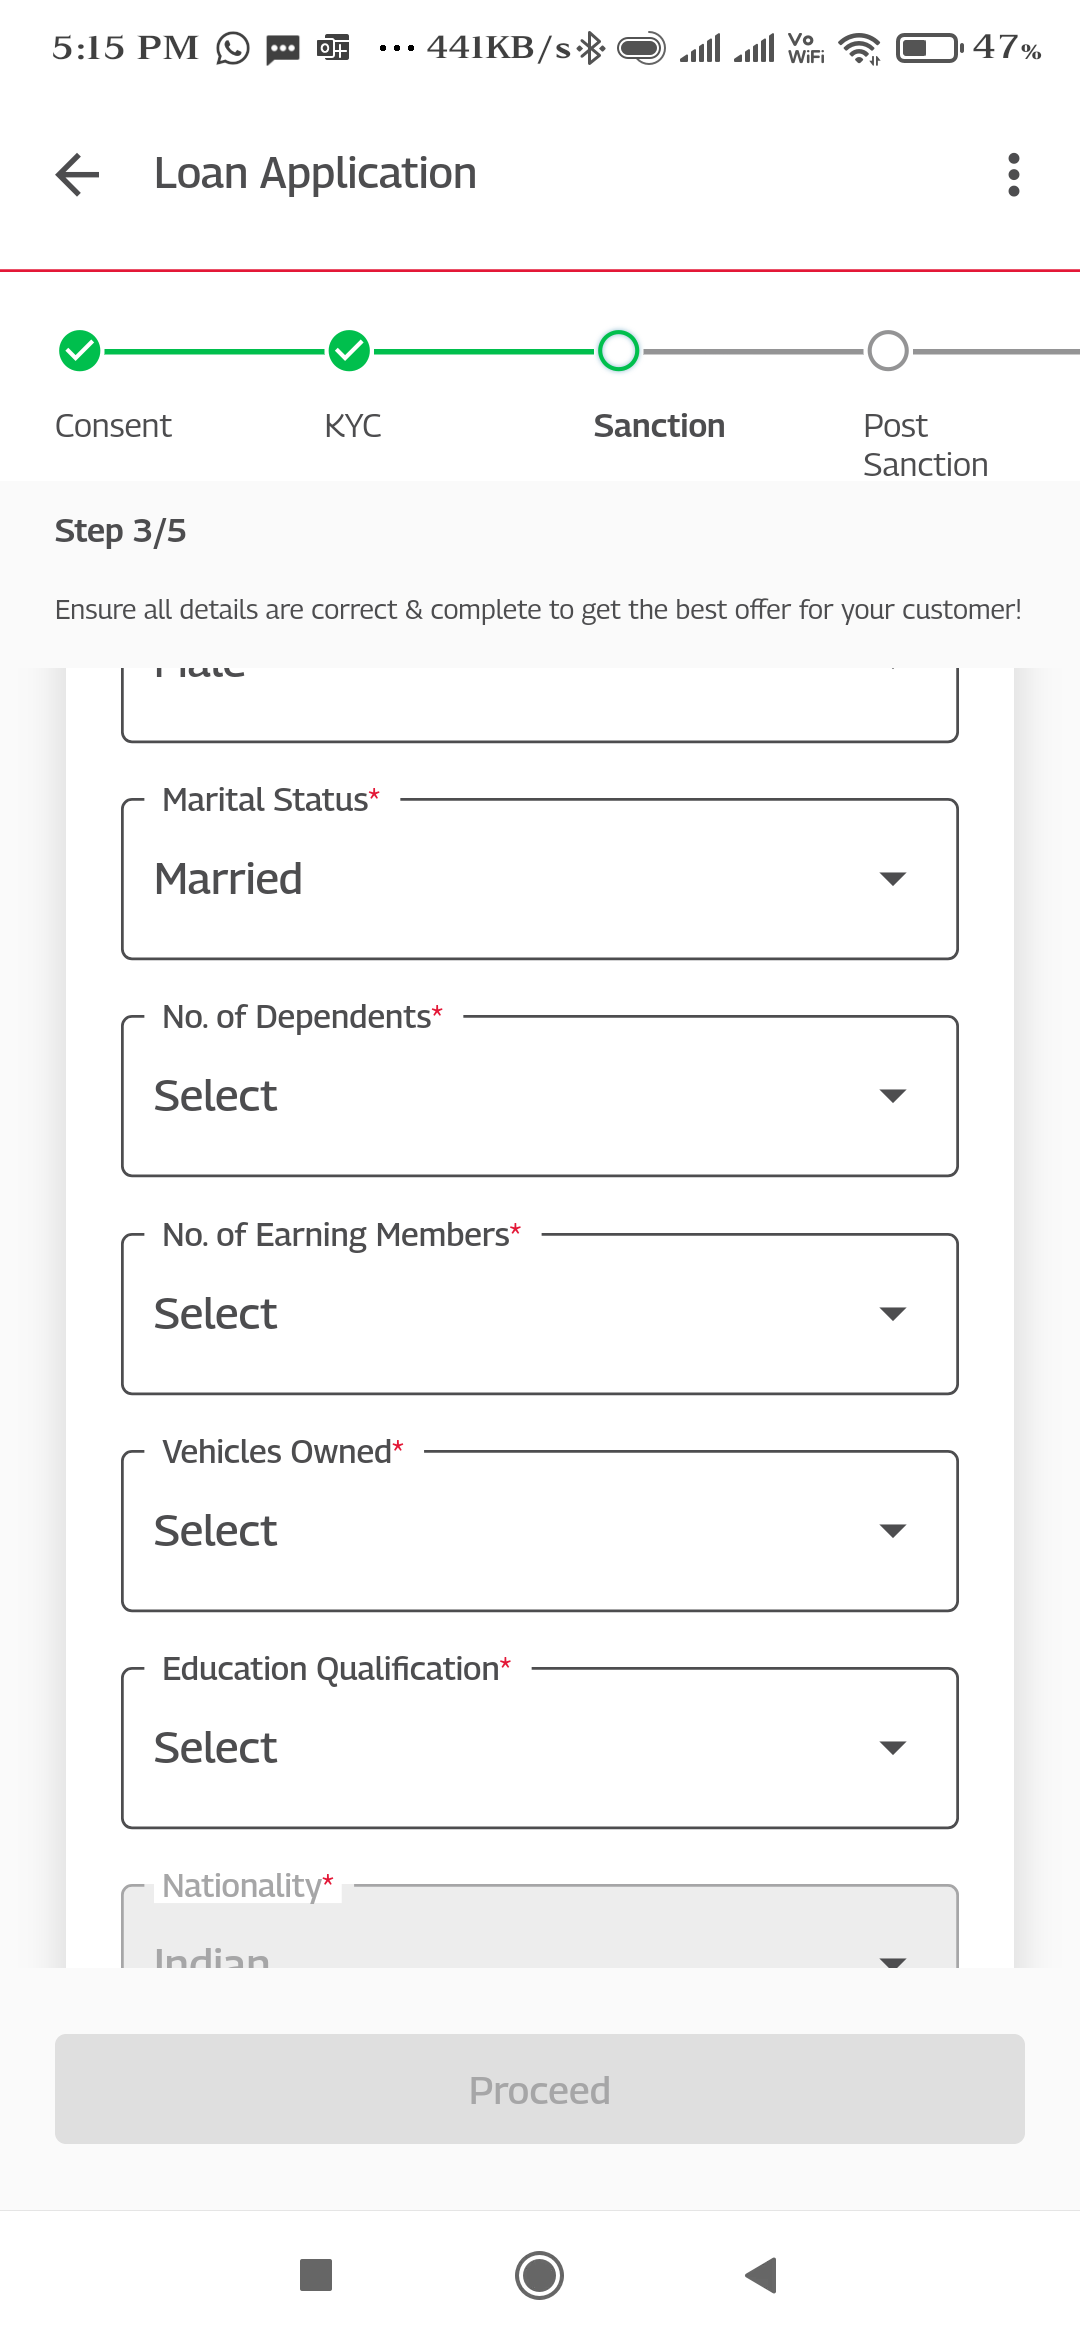 5:15 PM ... 441KB/s Vo WiFi 47%
Loan Application
Consent KYC Sanction Post Sanction
Step 3/5
Ensure all details are correct & complete to get the best offer for your customer!
Male
Marital Status*
Married
No. of Dependents*
Select
No. of Earning Members*
Select
Vehicles Owned*
Select
Education Qualification*
Select
Nationality*
Indian
Proceed